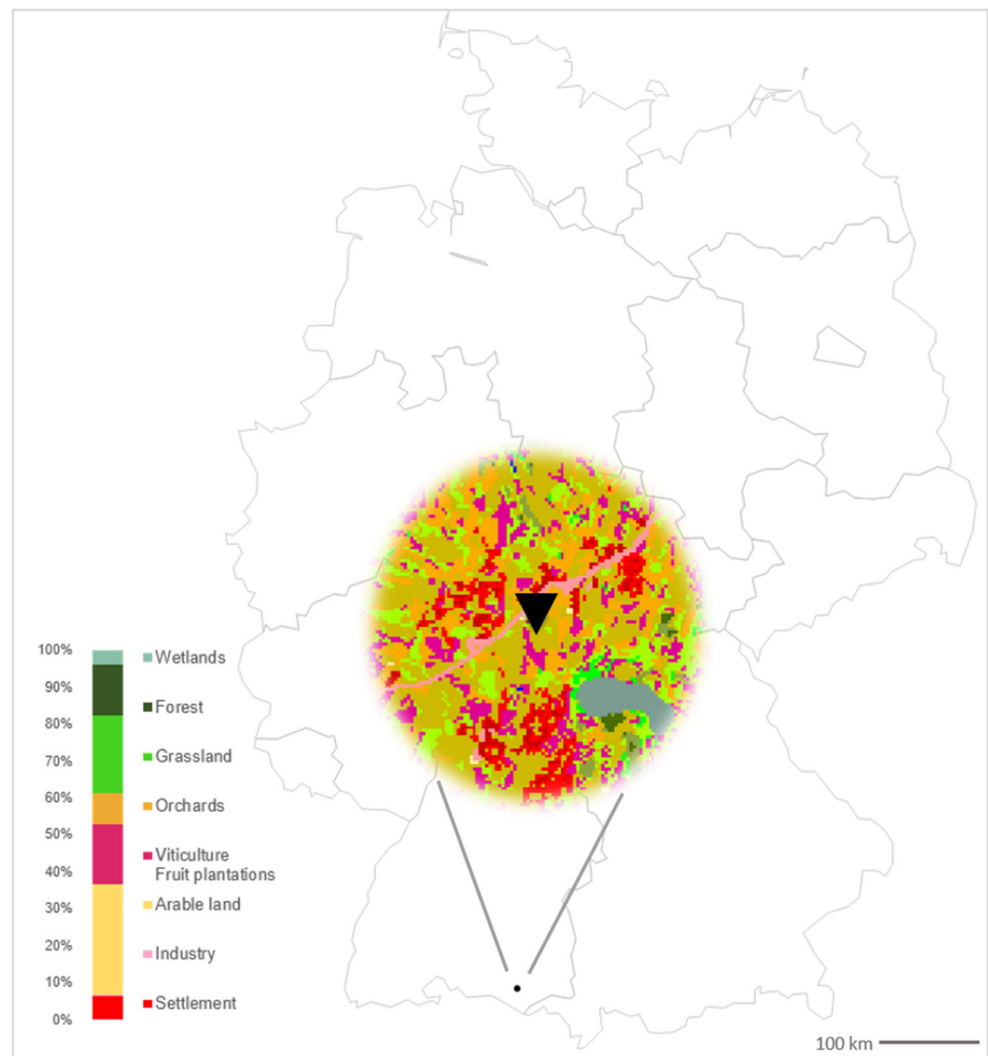 100%
90%
80%
70%
60%
50%
40%
30%
20%
10%
0%
Wetlands
Forest
Grassland
Orchards
Viticulture
Fruit plantations
Arable land
Industry
Settlement
100 km